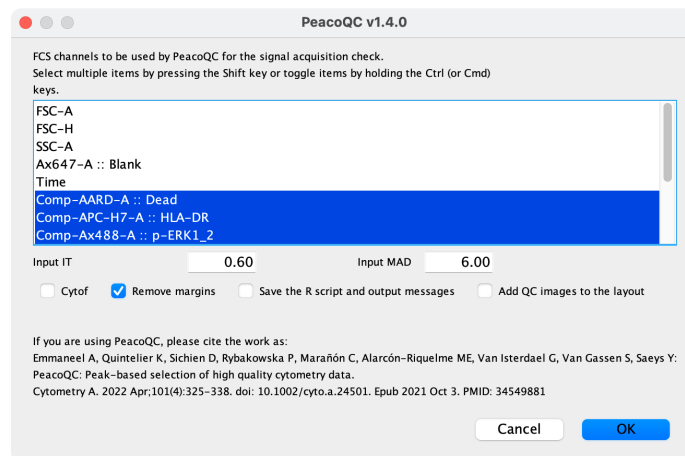 PeacoQC v1.4.0
FCS channels to be used by PeacoQC for the signal acquisition check.
Select multiple items by pressing the Shift key or toggle items by holding the Ctrl (or Cmd)
keys.
FSC-A
FSC-H
SSC-A
Ax647-A :: Blank
Time
Comp-AARD-A :: Dead
Comp-APC-H7-A :: HLA-DR
Comp-Ax488-A :: p-ERK1_2
Input IT 0.60 Input MAD 6.00
Cytof Remove margins Save the R script and output messages Add QC images to the layout
If you are using PeacoQC, please cite the work as:
Emmaneel A, Quintelier K, Sichien D, Rybakowska P, Marañón C, Alarcón-Riquelme ME, Van Isterdael G, Van Gassen S, Saeys Y:
PeacoQC: Peak-based selection of high quality cytometry data.
Cytometry A. 2022 Apr;101(4):325-338. doi: 10.1002/cyto.a.24501. Epub 2021 Oct 3. PMID: 34549881
Cancel OK